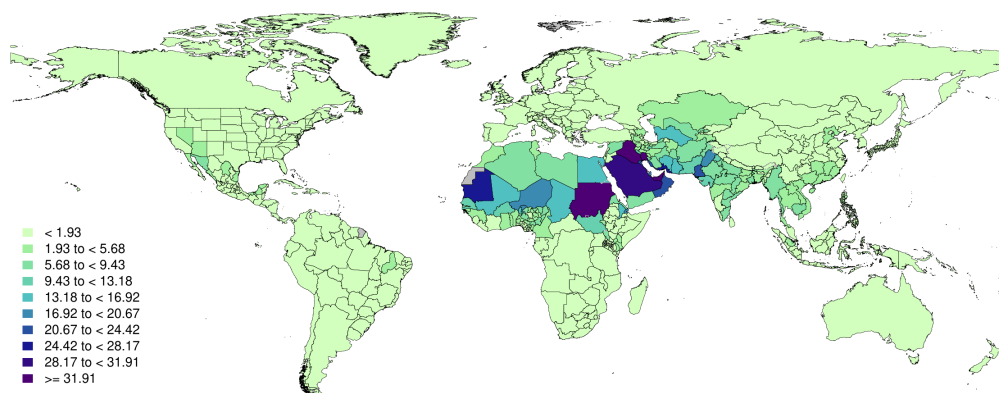 < 1.93
1.93 to < 5.68
5.68 to < 9.43
9.43 to < 13.18
13.18 to < 16.92
16.92 to < 20.67
20.67 to < 24.42
24.42 to < 28.17
28.17 to < 31.91
>= 31.91